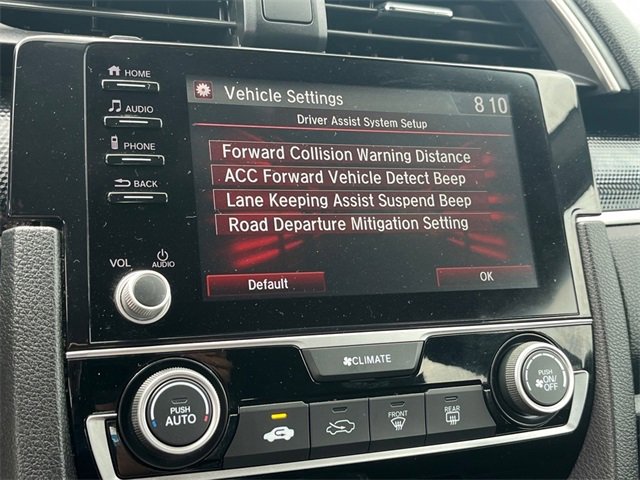 HOME
Vehicle Settings 8 10
AUDIO
Driver Assist System Setup
PHONE
Forward Collision Warning Distance
ACC Forward Vehicle Detect Beep
BACK
Lane Keeping Assist Suspend Beep
Road Departure Mitigation Setting
VOL AUDIO
Default OK
CLIMATE
PUSH AUTO
PUSH ON/OFF
FRONT
REAR